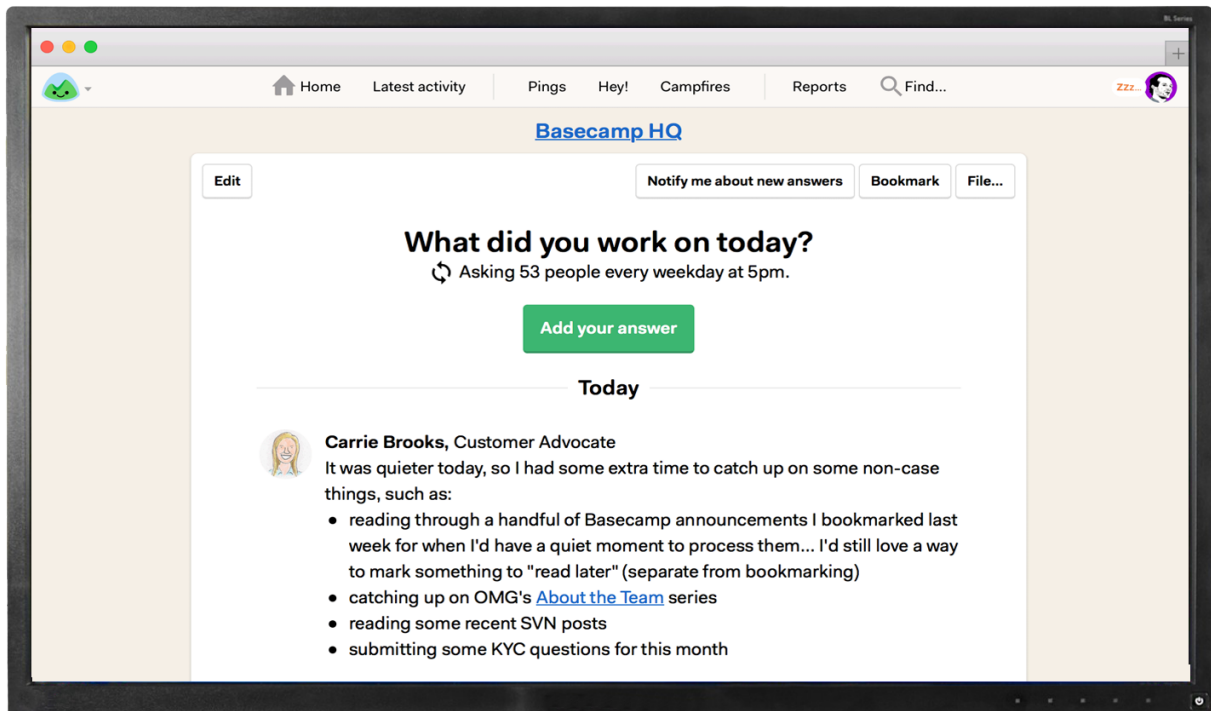 BL Series
Home Latest activity Pings Hey! Campfires Reports Find... zzz...
Basecamp HQ
Edit Notify me about new answers Bookmark File...
What did you work on today?
Asking 53 people every weekday at 5pm.
Add your answer
Today
Carrie Brooks, Customer Advocate
It was quieter today, so I had some extra time to catch up on some non-case
things, such as:
• reading through a handful of Basecamp announcements I bookmarked last
week for when I'd have a quiet moment to process them... I'd still love a way
to mark something to "read later" (separate from bookmarking)
• catching up on OMG's About the Team series
• reading some recent SVN posts
• submitting some KYC questions for this month